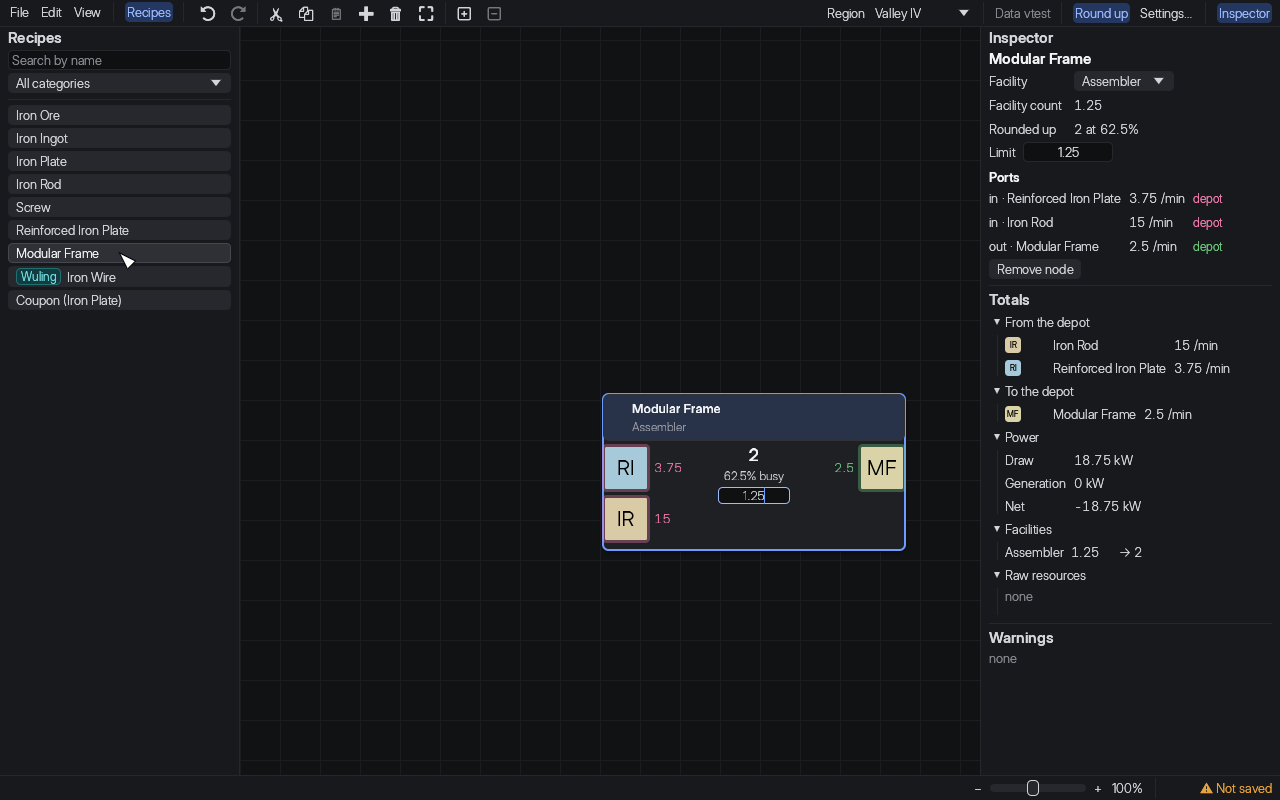 File Edit View Recipes Region Valley IV Data vtest Round up Settings... Inspector
Recipes
Search by name
All categories
Iron Ore
Iron Ingot
Iron Plate
Iron Rod
Screw
Reinforced Iron Plate
Modular Frame
Wuling Iron Wire
Coupon (Iron Plate)
Modular Frame
Assembler
RI 3.75 2 2.5 MF
62.5% busy
1.25
IR 15
Inspector
Modular Frame
Facility Assembler
Facility count 1.25
Rounded up 2 at 62.5%
Limit 1.25
Ports
in · Reinforced Iron Plate 3.75 /min depot
in · Iron Rod 15 /min depot
out · Modular Frame 2.5 /min depot
Remove node
Totals
From the depot
IR Iron Rod 15 /min
RI Reinforced Iron Plate 3.75 /min
To the depot
MF Modular Frame 2.5 /min
Power
Draw 18.75 kW
Generation 0 kW
Net -18.75 kW
Facilities
Assembler 1.25 → 2
Raw resources
none
Warnings
none
− + 100% Not saved